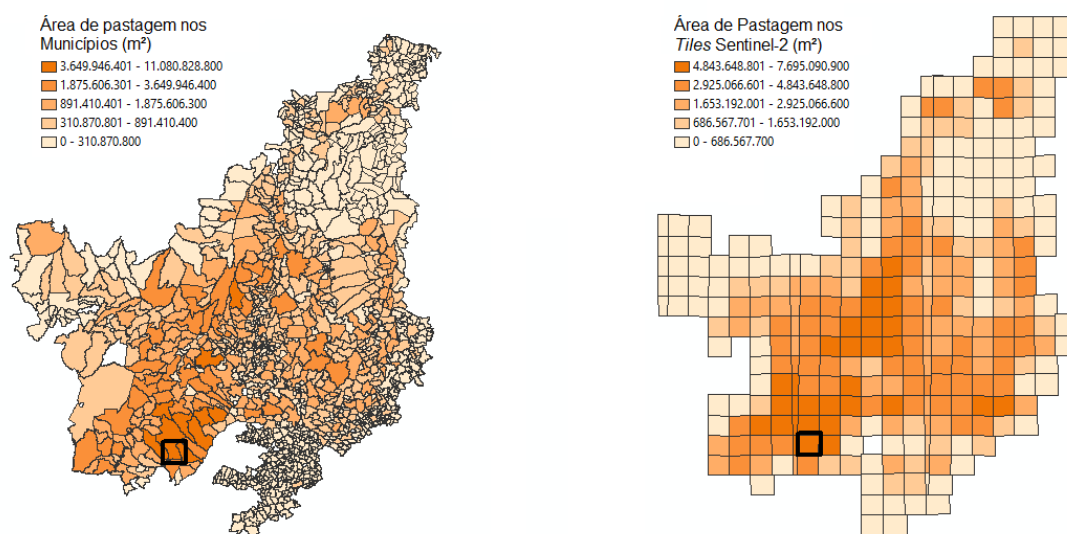 Área de pastagem nos
Municípios (m²)
3.649.946.401 - 11.080.828.800
1.875.606.301 - 3.649.946.400
891.410.401 - 1.875.606.300
310.870.801 - 891.410.400
0 - 310.870.800
Área de Pastagem nos
Tiles Sentinel-2 (m²)
4.843.648.801 - 7.695.090.900
2.925.066.601 - 4.843.648.800
1.653.192.001 - 2.925.066.600
686.567.701 - 1.653.192.000
0 - 686.567.700